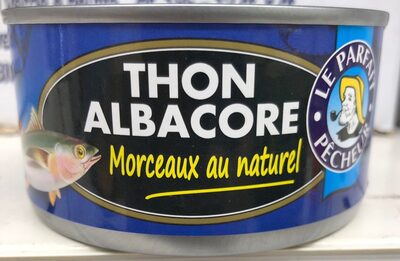 THON
ALBACORE
Morceaux au naturel
LE PARFAIT
PÊCHEUR